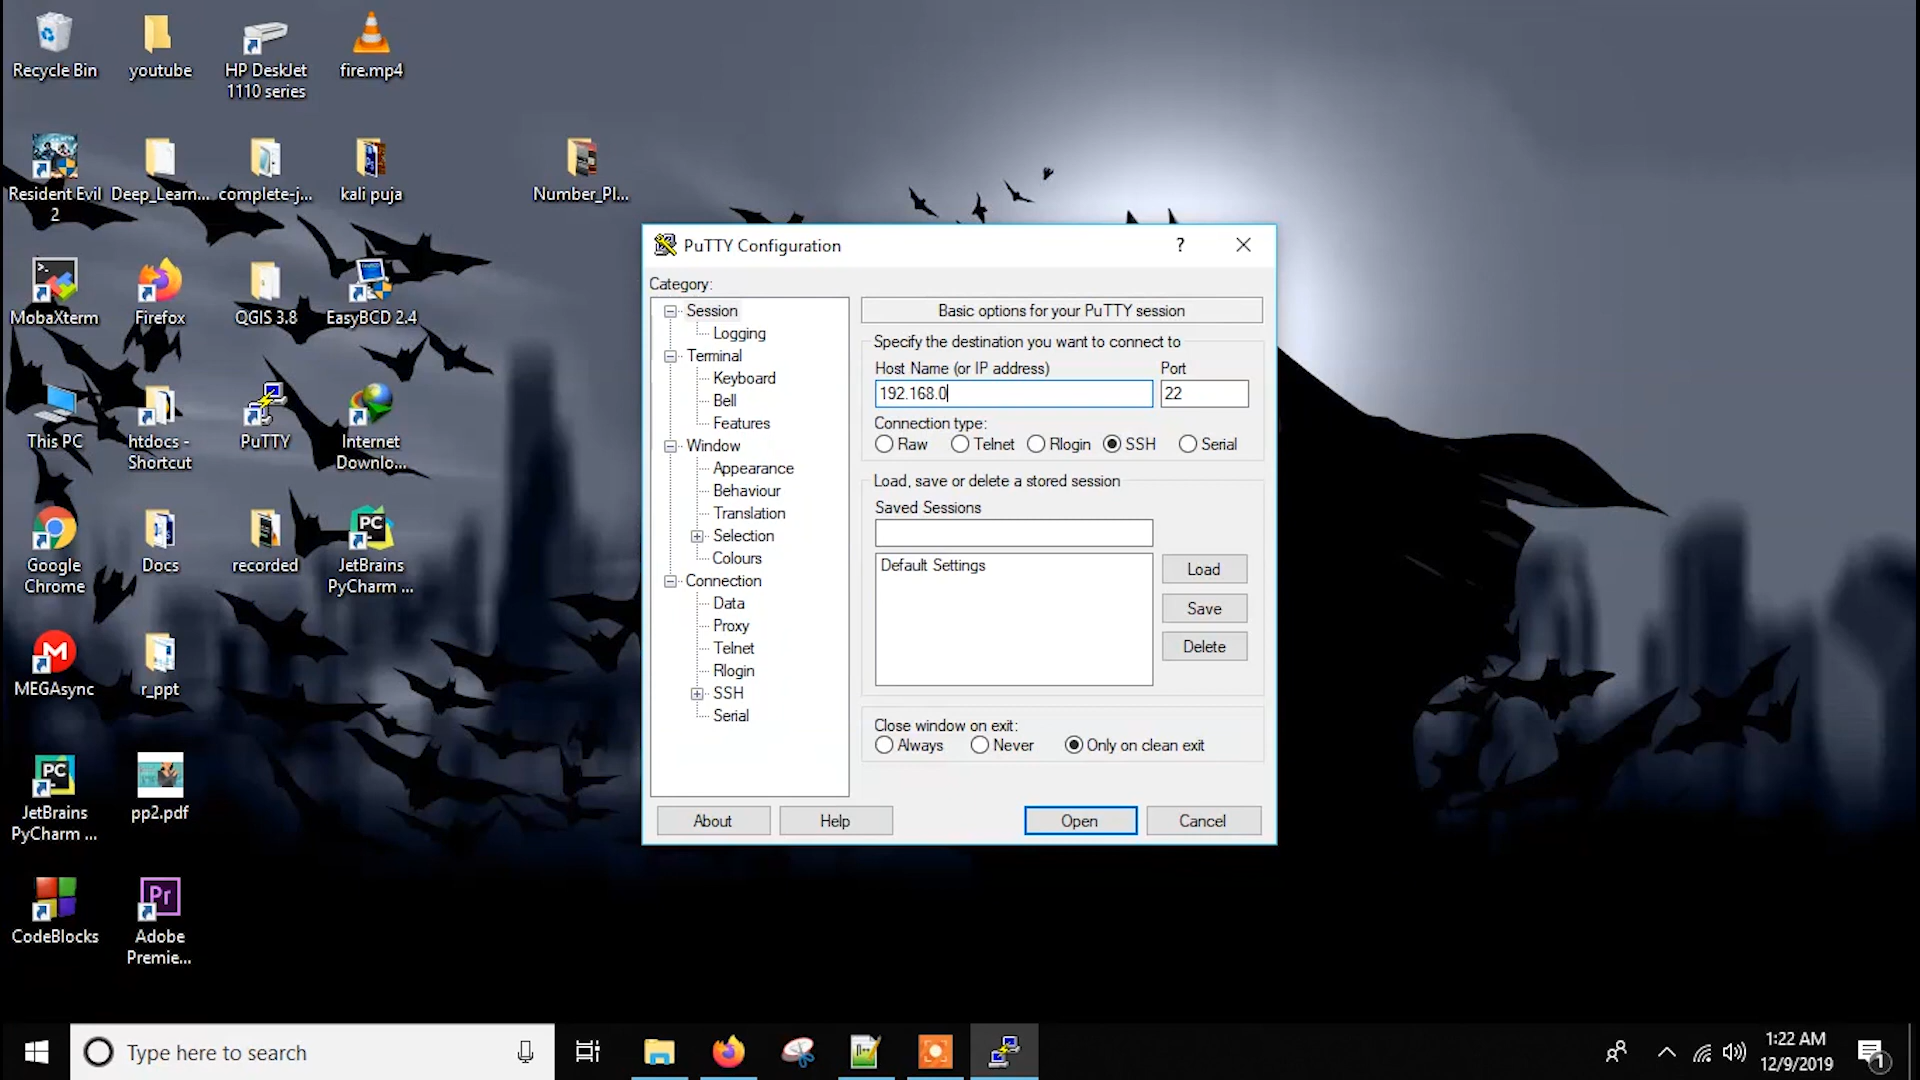 Recycle Bin
youtube
HP DeskJet
1110 series
fire.mp4
Resident Evil
2
Deep_Learn...
complete-j...
kali puja
Number_Pl...
MobaXterm
Firefox
QGIS 3.8
EasyBCD 2.4
This PC
htdocs -
Shortcut
PuTTY
Internet
Downlo...
Google
Chrome
Docs
recorded
JetBrains
PyCharm ...
MEGAsync
r_ppt
JetBrains
PyCharm ...
pp2.pdf
CodeBlocks
Adobe
Premie...
PuTTY Configuration
?
Category:
Session
Logging
Terminal
Keyboard
Bell
Features
Window
Appearance
Behaviour
Translation
Selection
Colours
Connection
Data
Proxy
Telnet
Rlogin
SSH
Serial
Basic options for your PuTTY session
Specify the destination you want to connect to
Host Name (or IP address)
Port
192.168.0
22
Connection type:
Raw
Telnet
Rlogin
SSH
Serial
Load, save or delete a stored session
Saved Sessions
Default Settings
Load
Save
Delete
Close window on exit:
Always
Never
Only on clean exit
About
Help
Open
Cancel
Type here to search
1:22 AM
12/9/2019
1